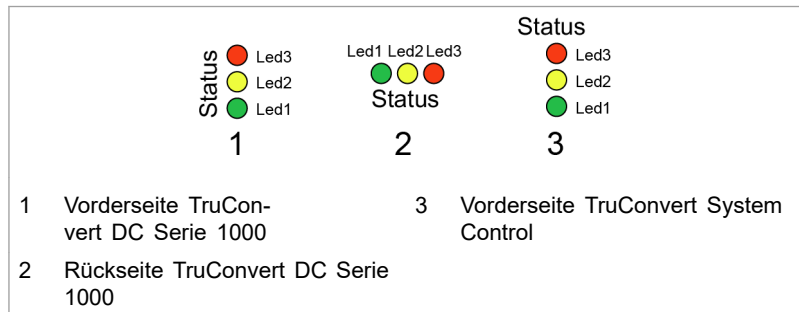 Status
Led3
Led2
Led1
1
Led1 Led2 Led3
Status
2
Status
Led3
Led2
Led1
3
1 Vorderseite TruCon-
vert DC Serie 1000
2 Rückseite TruConvert DC Serie
1000
3 Vorderseite TruConvert System
Control